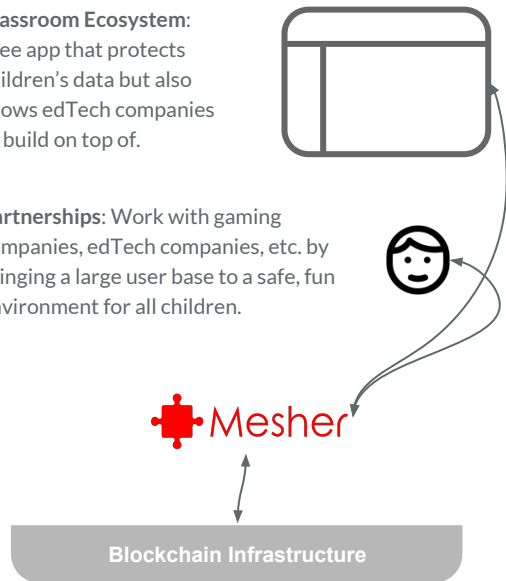 assroom Ecosystem:
ee app that protects
ildren's data but also
ows edTech companies
build on top of.
artnerships: Work with gaming
ompanies, edTech companies, etc. by
inging a large user base to a safe, fun
vironment for all children.
Mesher
Blockchain Infrastructure